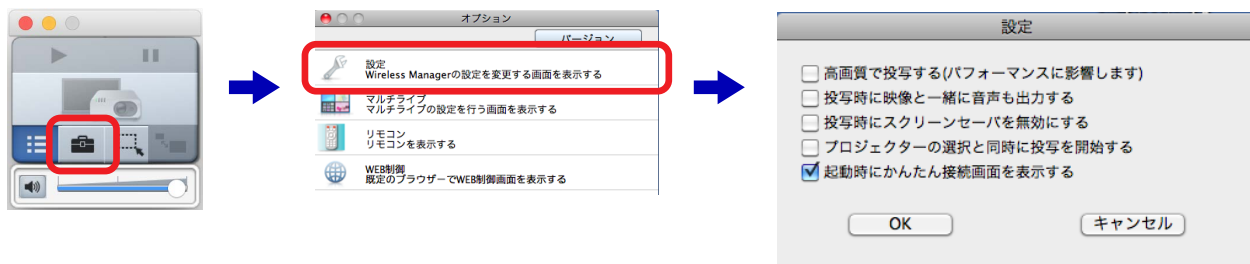 オプション
バージョン
設定
Wireless Managerの設定を変更する画面を表示する
マルチライブ
マルチライブの設定を行う画面を表示する
リモコン
リモコンを表示する
WEB制御
既定のブラウザーでWEB制御画面を表示する
設定
高画質で投写する(パフォーマンスに影響します)
投写時に映像と一緒に音声も出力する
投写時にスクリーンセーバを無効にする
プロジェクターの選択と同時に投写を開始する
起動時にかんたん接続画面を表示する
OK
キャンセル